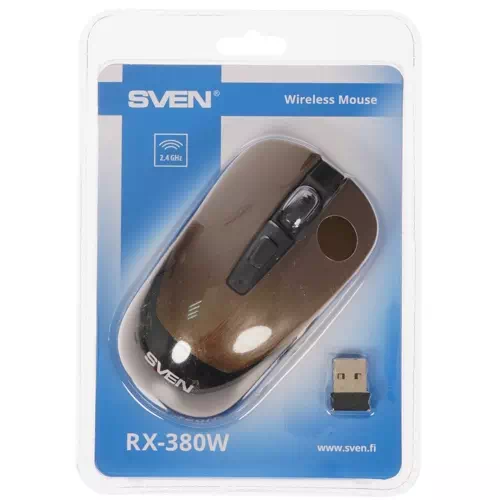 SVEN®
Wireless Mouse
2.4 GHz
SVEN
RX-380W
www.sven.fi